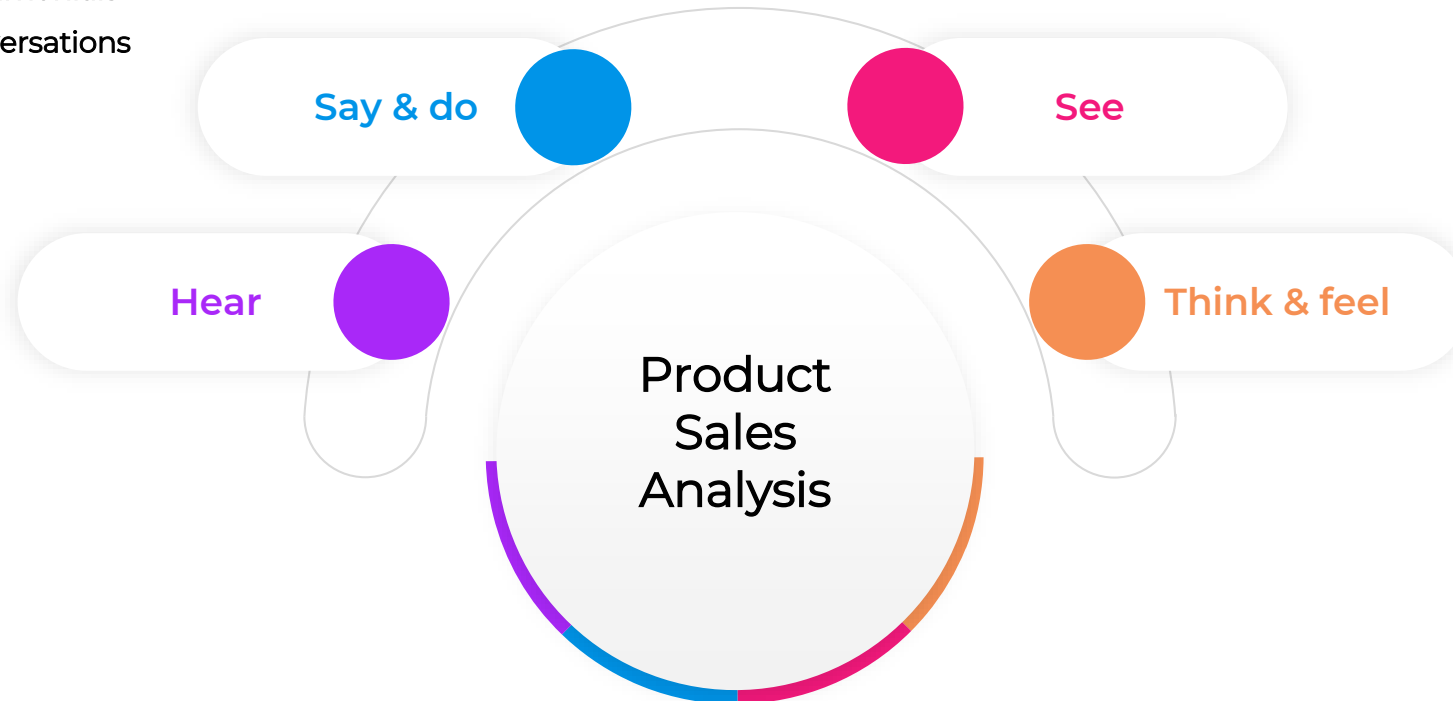 ersations
Say & do
See
Hear
Think & feel
Product
Sales
Analysis